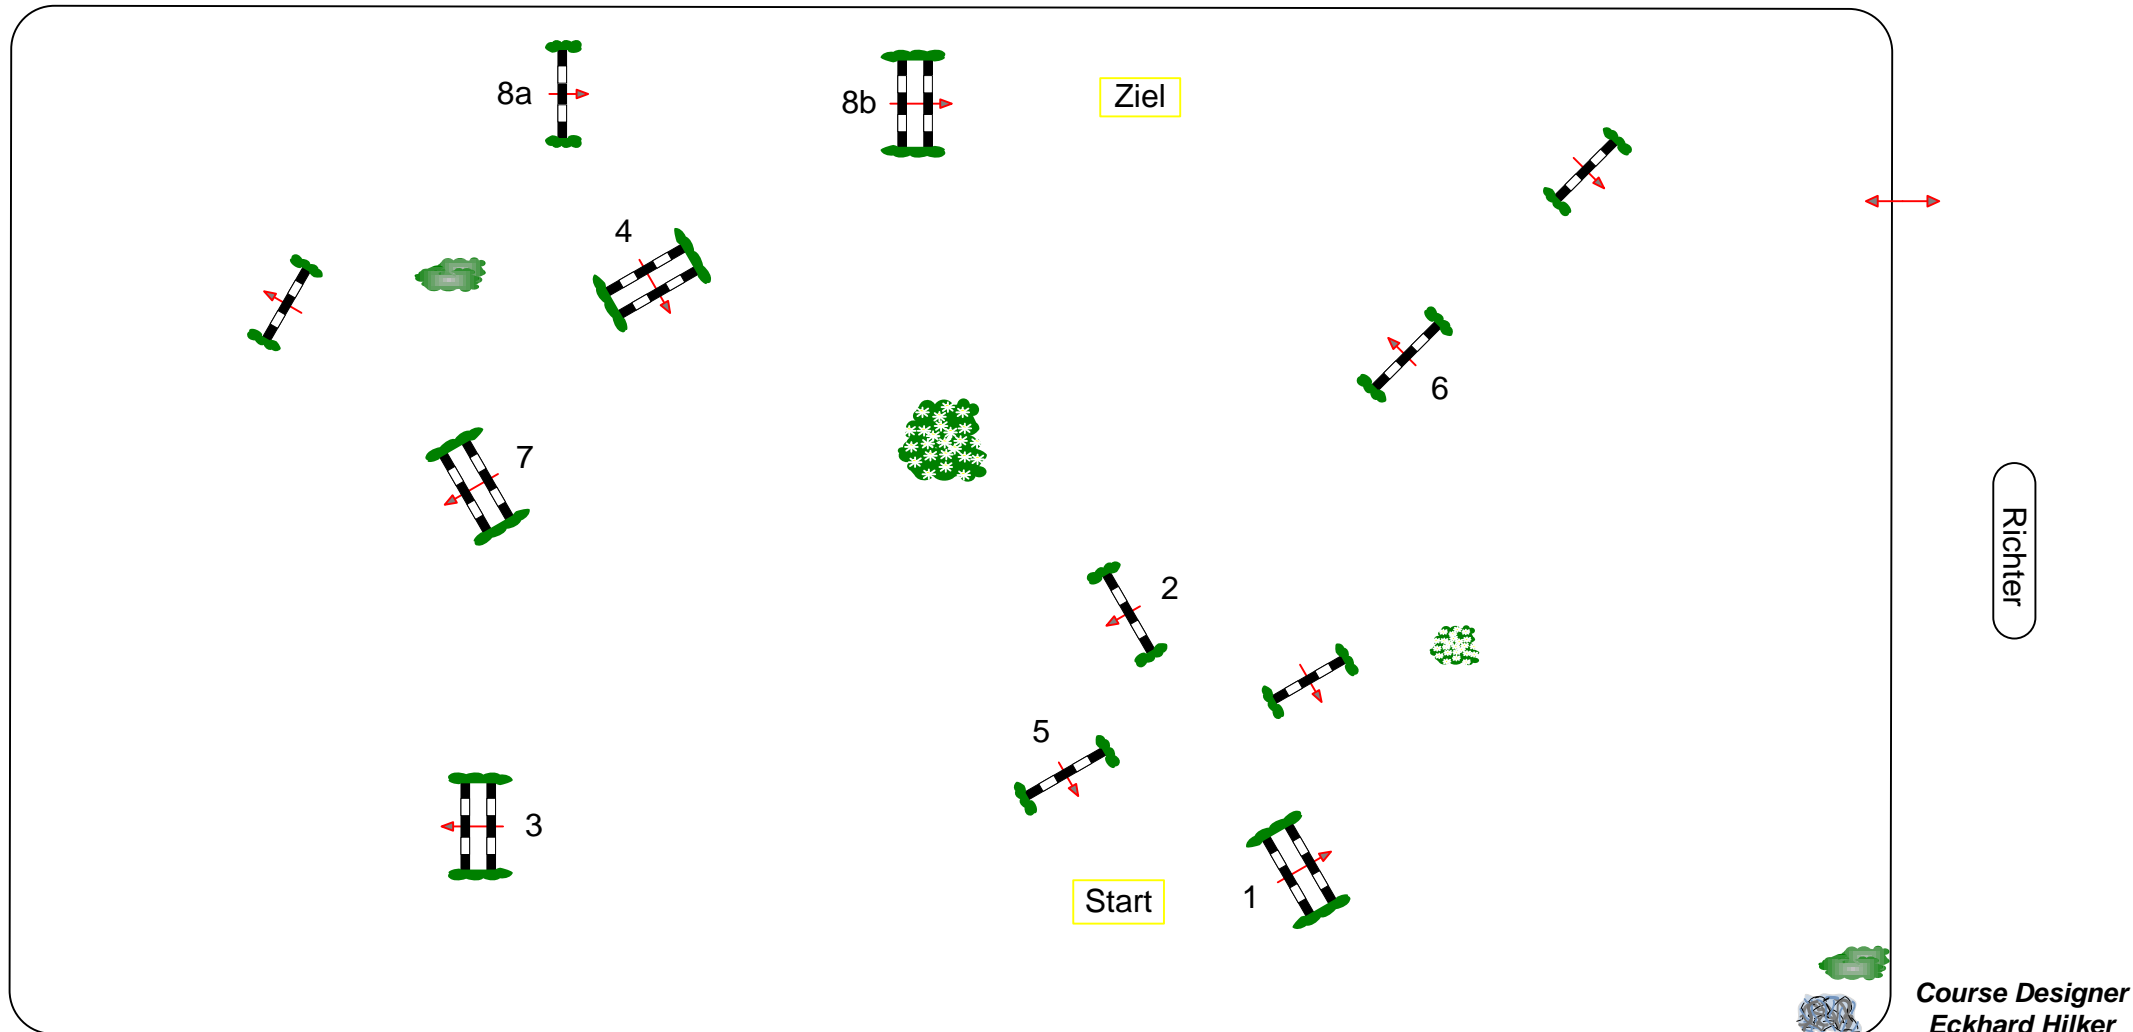 8a
8b
Ziel
4
6
7
2
5
3
1
Start
Richter
Course Designer
Eckhard Hilker